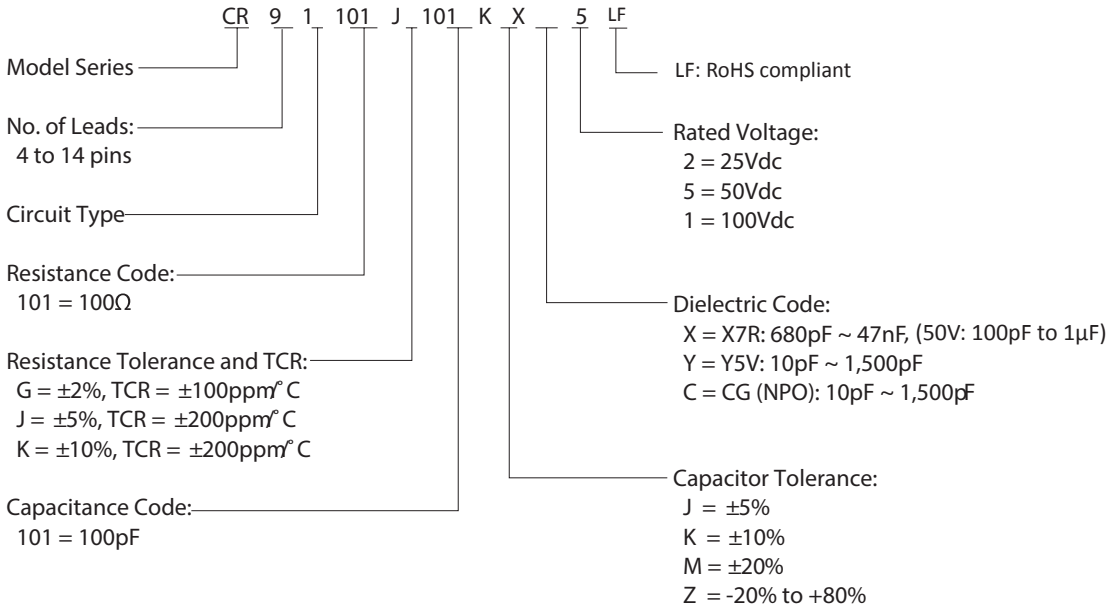 CR 9 1 101 J 101 K X 5 LF
Model Series
No. of Leads:
4 to 14 pins
Circuit Type
Resistance Code:
101 = 100Ω
Resistance Tolerance and TCR:
G = ±2%, TCR = ±100ppm/°C
J = ±5%, TCR = ±200ppm/°C
K = ±10%, TCR = ±200ppm/°C
Capacitance Code:
101 = 100pF
LF: RoHS compliant
Rated Voltage:
2 = 25Vdc
5 = 50Vdc
1 = 100Vdc
Dielectric Code:
X = X7R: 680pF ~ 47nF, (50V: 100pF to 1µF)
Y = Y5V: 10pF ~ 1,500pF
C = CG (NPO): 10pF ~ 1,500pF
Capacitor Tolerance:
J = ±5%
K = ±10%
M = ±20%
Z = -20% to +80%